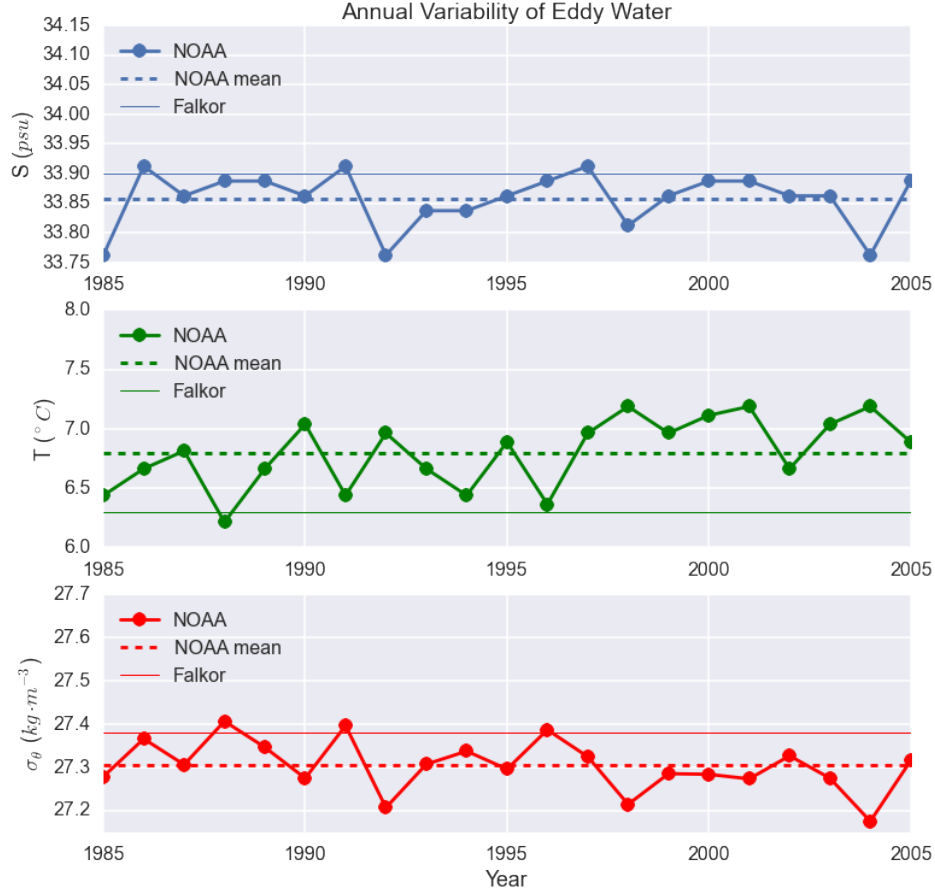 Annual Variability of Eddy Water
34.15
34.10
34.05
34.00
33.95
33.90
33.85
33.80
33.75
S (psu)
NOAA
NOAA mean
Falkor
1985 1990 1995 2000 2005
8.0
7.5
7.0
6.5
6.0
T (° C)
NOAA
NOAA mean
Falkor
1985 1990 1995 2000 2005
27.7
27.6
27.5
27.4
27.3
27.2
σθ (kg·m⁻³)
NOAA
NOAA mean
Falkor
1985 1990 1995 2000 2005
Year